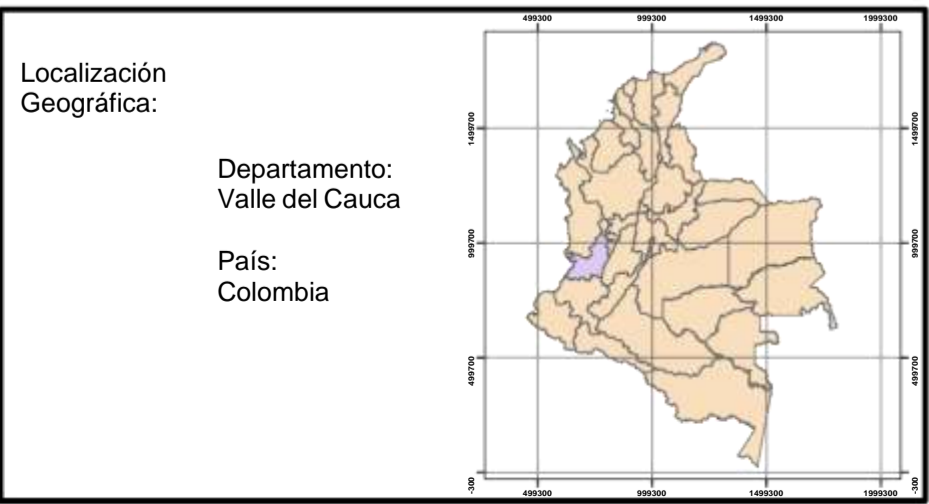 Localización
Geográfica:
Departamento:
Valle del Cauca
País:
Colombia
499300 999300 1499300 1999300
1499700 1499700
999700 999700
499700 499700
-300 -300
499300 999300 1499300 1999300